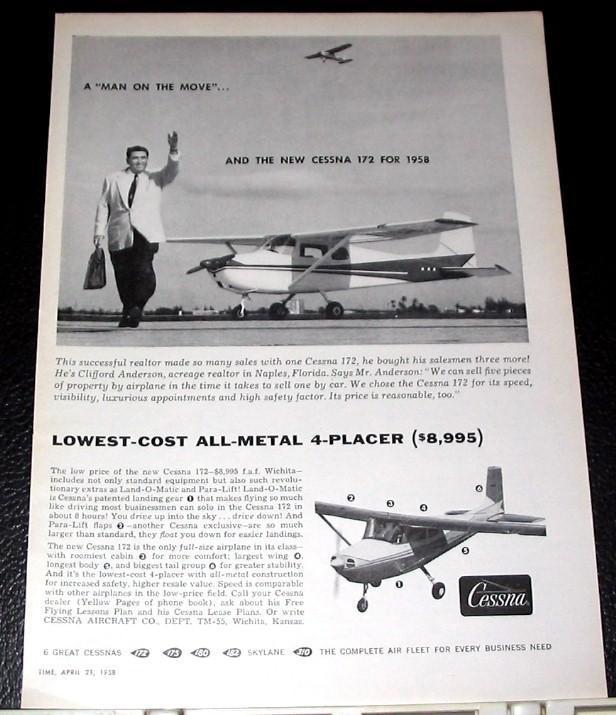 A "MAN ON THE MOVE"...
AND THE NEW CESSNA 172 FOR 1958
This successful realtor made so many sales with one Cessna 172, he bought his salesmen three more!
He's Clifford Anderson, acreage realtor in Naples, Florida. Says Mr. Anderson: "We can sell five pieces
of property by airplane in the time it takes to sell one by car. We chose the Cessna 172 for its speed,
visibility, luxurious appointments and high safety factor. Its price is reasonable, too."
LOWEST-COST ALL-METAL 4-PLACER ($8,995)
The low price of the new Cessna 172—$8,995 f.a.f. Wichita—
includes not only standard equipment but also such revolu-
tionary extras as Land-O-Matic and Para-Lift! Land-O-Matic
is Cessna's patented landing gear 1 that makes flying so much
like driving most businessmen can solo in the Cessna 172 in
about 8 hours! You drive up into the sky . . . drive down! And
Para-Lift flaps 2—another Cessna exclusive—are so much
larger than standard, they float you down for easier landings.
The new Cessna 172 is the only full-size airplane in its class—
with roomiest cabin 3 for more comfort, largest wing 4,
longest body 5, and biggest tail group 6 for greater stability.
And it's the lowest-cost 4-placer with all-metal construction
for increased safety, higher resale value. Speed is comparable
with other airplanes in the low-price field. Call your Cessna
dealer (Yellow Pages of phone book), ask about his Free
Flying Lessons Plan and his Cessna Lease Plans. Or write
CESSNA AIRCRAFT CO., DEPT. TM-55, Wichita, Kansas.
2
3
4
6
5
1
Cessna
6 GREAT CESSNAS 172 175 180 182 SKYLANE 310 THE COMPLETE AIR FLEET FOR EVERY BUSINESS NEED
TIME, APRIL 21, 1958